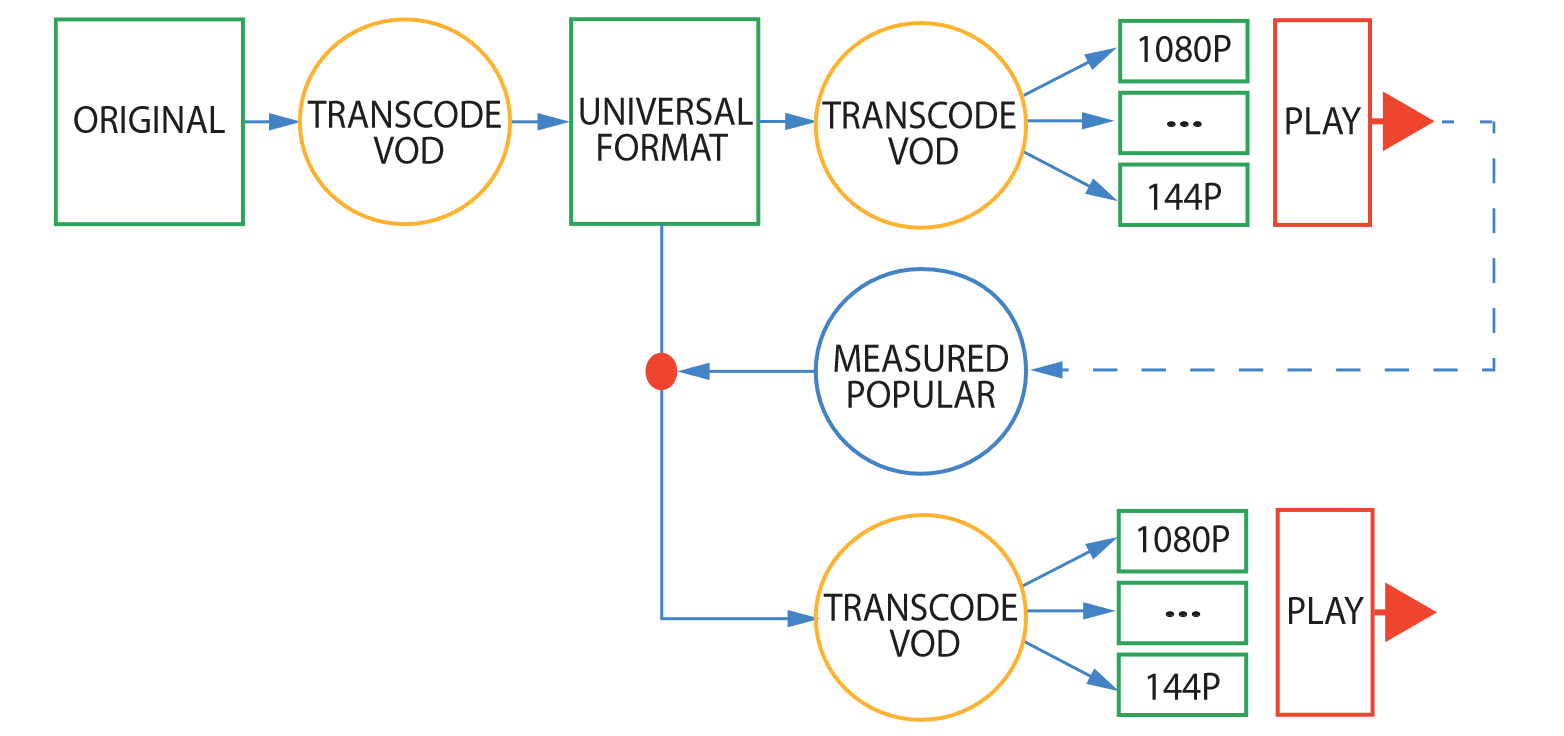 ORIGINAL
TRANSCODE
VOD
UNIVERSAL
FORMAT
TRANSCODE
VOD
1080P
...
144P
PLAY
MEASURED
POPULAR
TRANSCODE
VOD
1080P
...
144P
PLAY